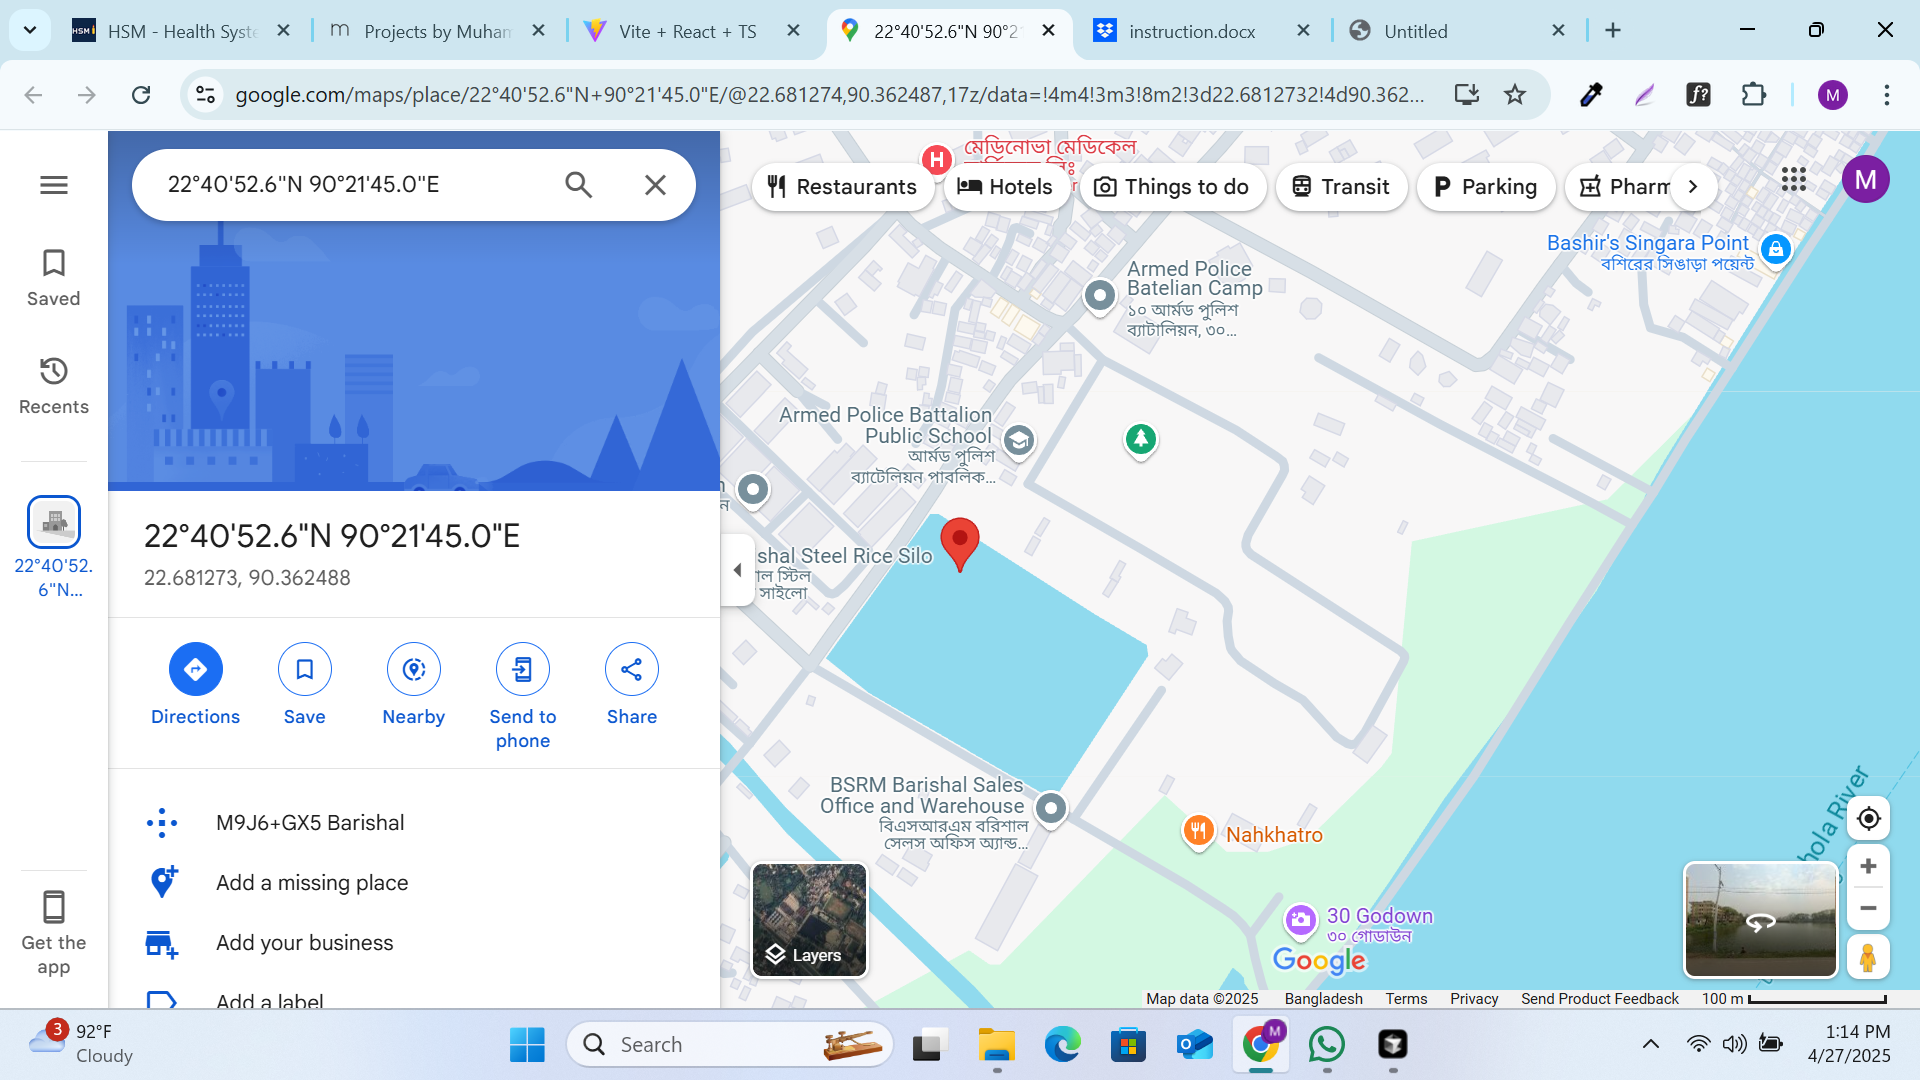 HSM - Health Syste
Projects by Muham
Vite + React + TS
22°40'52.6"N 90°2
instruction.docx
Untitled
google.com/maps/place/22°40'52.6"N+90°21'45.0"E/@22.681274,90.362487,17z/data=!4m4!3m3!8m2!3d22.6812732!4d90.362...
M
22°40'52.6"N 90°21'45.0"E
Saved
Recents
22°40'52.
6"N...
Get the
app
22°40'52.6"N 90°21'45.0"E
22.681273, 90.362488
Directions
Save
Nearby
Send to
phone
Share
M9J6+GX5 Barishal
Add a missing place
Add your business
Add a label
মেডিনোভা মেডিকেল
H
Restaurants
Hotels
Things to do
Transit
Parking
Pharm
M
Bashir's Singara Point
বশিরের সিঙাড়া পয়েন্ট
Armed Police
Batelian Camp
১০ আর্মড পুলিশ
ব্যাটালিয়ন, ৩০...
Armed Police Battalion
Public School
আর্মড পুলিশ
ব্যাটেলিয়ন পাবলিক...
shal Steel Rice Silo
াল স্টিল
সাইলো
BSRM Barishal Sales
Office and Warehouse
বিএসআরএম বরিশাল
সেলস অফিস অ্যান্ড...
Nahkhatro
30 Godown
৩০ গোডাউন
hola River
Layers
Google
Map data ©2025
Bangladesh
Terms
Privacy
Send Product Feedback
100 m
3
92°F
Cloudy
Search
M
1:14 PM
4/27/2025